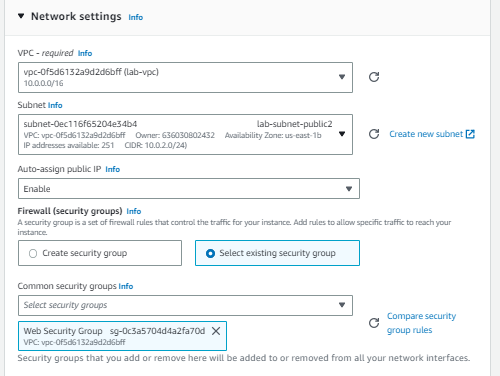 Network settings Info
VPC - required Info
vpc-0f5d6132a9d2d6bff (lab-vpc)
10.0.0.0/16
Subnet Info
subnet-0ec116f65204e34b4 lab-subnet-public2
VPC: vpc-0f5d6132a9d2d6bff Owner: 636030802432 Availability Zone: us-east-1b
IP addresses available: 251 CIDR: 10.0.2.0/24)
Create new subnet
Auto-assign public IP Info
Enable
Firewall (security groups) Info
A security group is a set of firewall rules that control the traffic for your instance. Add rules to allow specific traffic to reach your
instance.
Create security group
Select existing security group
Common security groups Info
Select security groups
Compare security
group rules
Web Security Group sg-0c3a5704d4a2fa70d
VPC: vpc-0f5d6132a9d2d6bff
Security groups that you add or remove here will be added to or removed from all your network interfaces.